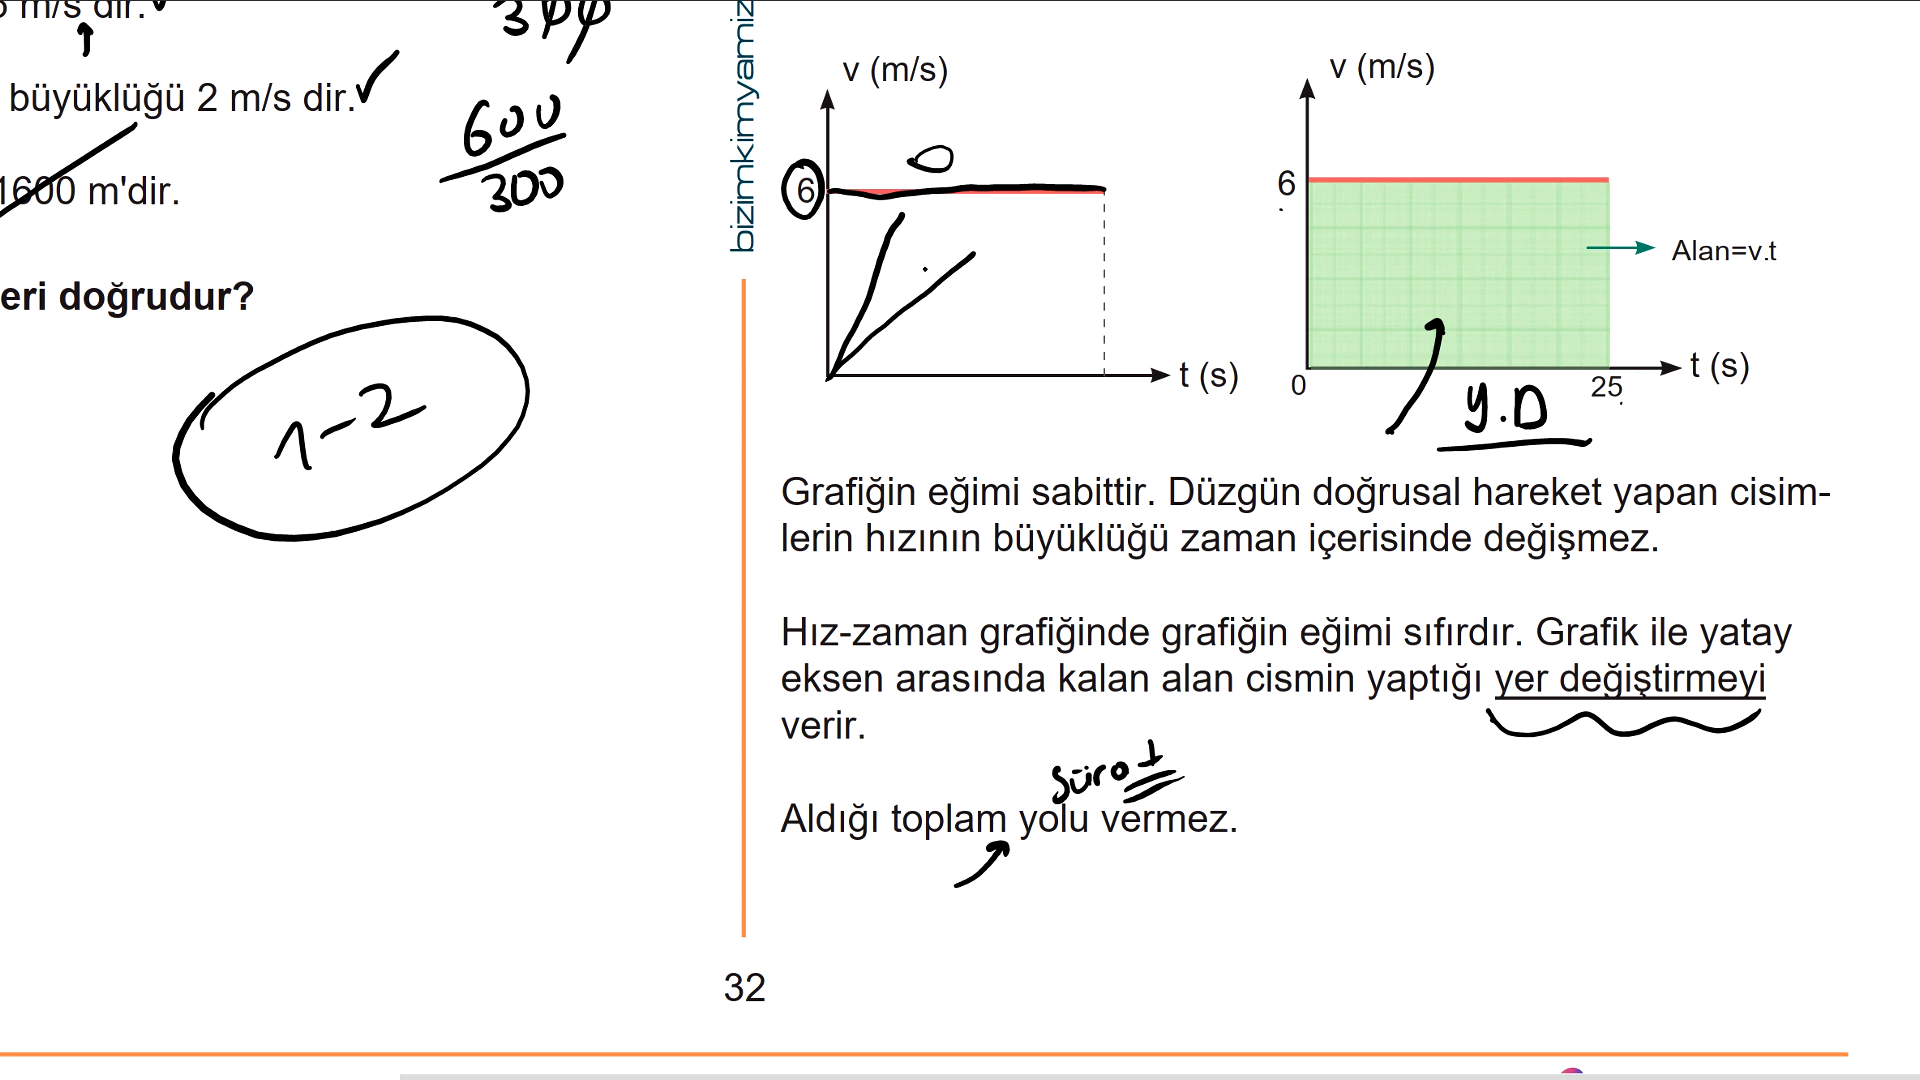 m/s dir.
büyüklüğü 2 m/s dir.
1600 m'dir.
600
300
eri doğrudur?
1-2
bizimkimyamiz
v (m/s)
6
0
t (s)
v (m/s)
6
Alan=v.t
t (s)
0
25
y.D
Grafiğin eğimi sabittir. Düzgün doğrusal hareket yapan cisim-
lerin hızının büyüklüğü zaman içerisinde değişmez.
Hız-zaman grafiğinde grafiğin eğimi sıfırdır. Grafik ile yatay
eksen arasında kalan alan cismin yaptığı yer değiştirmeyi
verir.
sürat
Aldığı toplam yolu vermez.
32